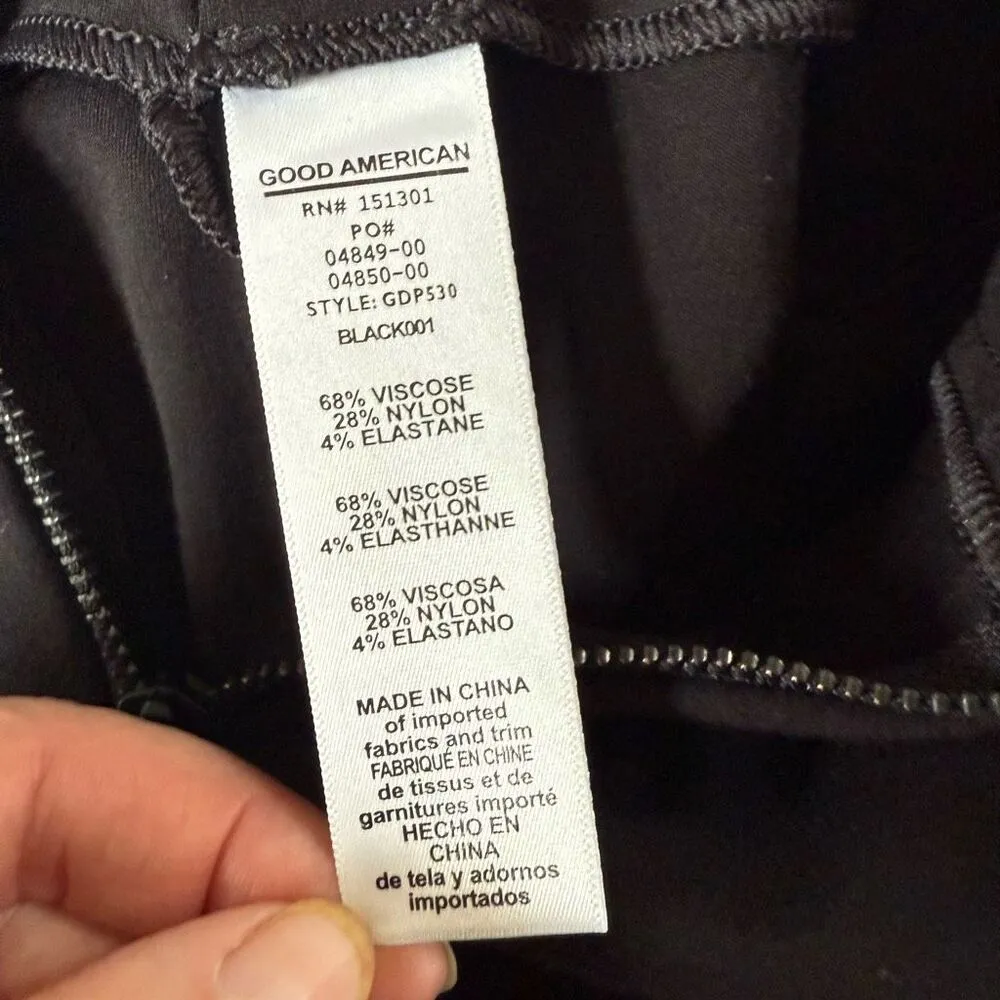 GOOD AMERICAN
RN# 151301
PO#
04849-00
04850-00
STYLE: GDP530
BLACK001
68% VISCOSE
28% NYLON
4% ELASTANE
68% VISCOSE
28% NYLON
4% ELASTHANNE
68% VISCOSA
28% NYLON
4% ELASTANO
MADE IN CHINA
of imported
fabrics and trim
FABRIQUÉ EN CHINE
de tissus et de
garnitures importé
HECHO EN
CHINA
de tela y adornos
importados